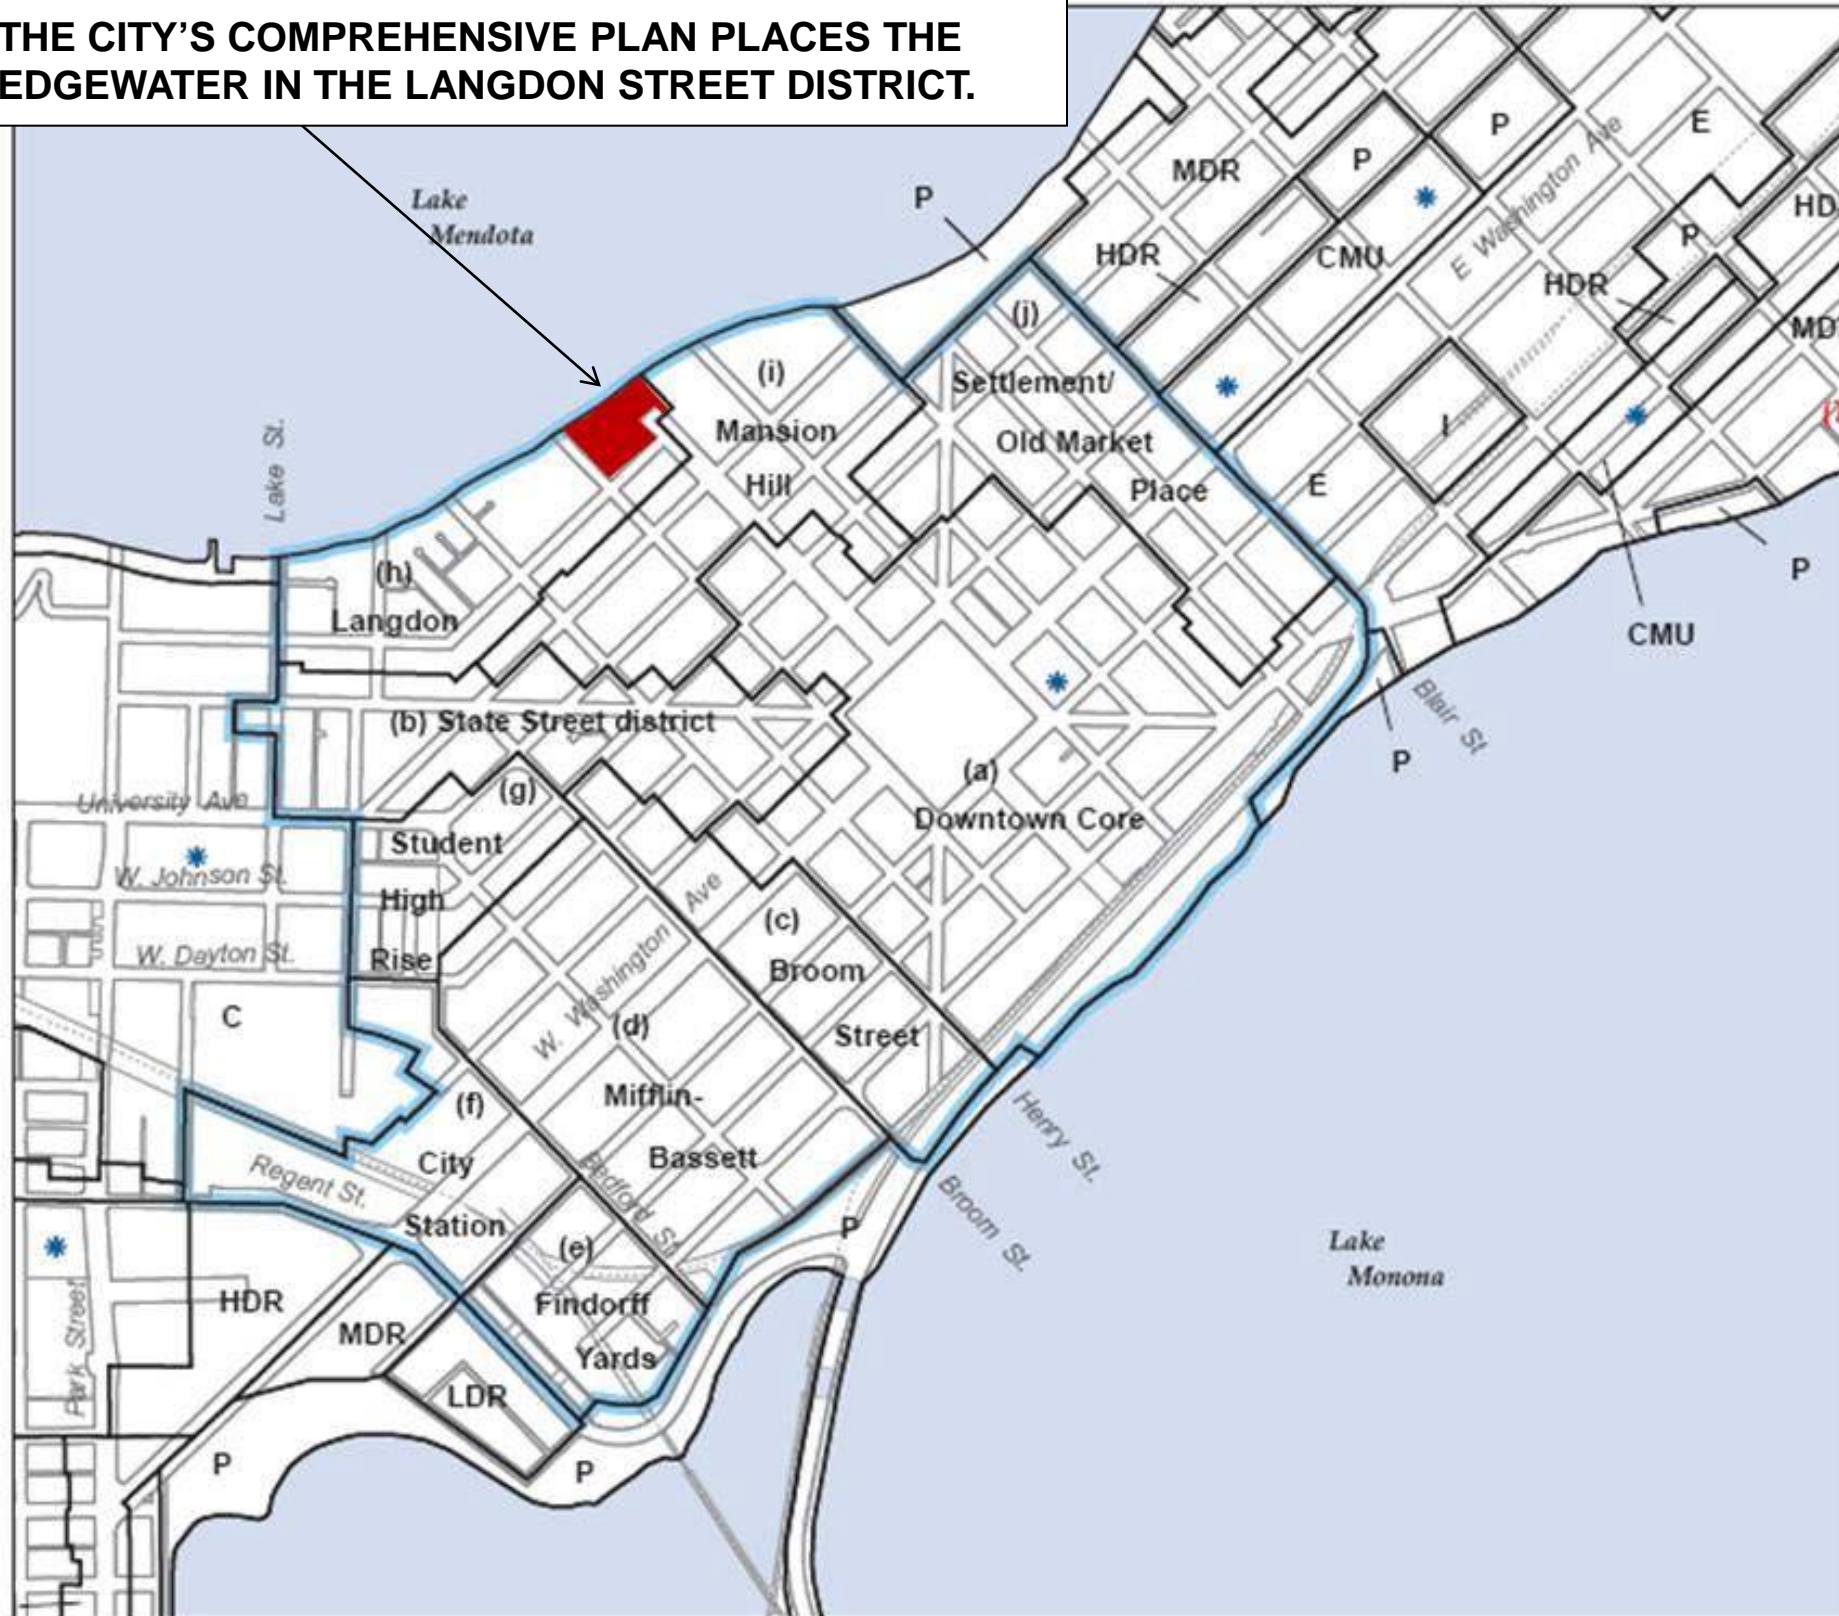 THE CITY’S COMPREHENSIVE PLAN PLACES THE
EDGEWATER IN THE LANGDON STREET DISTRICT.
Lake
Mendota
P
MDR
P
P
E
E Washington Ave
HDR
CMU
P
HDR
(j)
Settlement/
Old Market
Place
(i)
Mansion
Hill
E
I
P
CMU
Lake St.
(h)
Langdon
(b) State Street district
Blair St
P
(a)
Downtown Core
University Ave
(g)
Student
High
Rise
W. Johnson St.
W. Dayton St.
C
W. Washington Ave
(c)
Broom
Street
(d)
Mifflin-
Bassett
(f)
City
Station
Regent St.
Bedford St
Henry St.
Broom St.
P
(e)
Findorff
Yards
HDR
MDR
LDR
Park Street
P
P
Lake
Monona